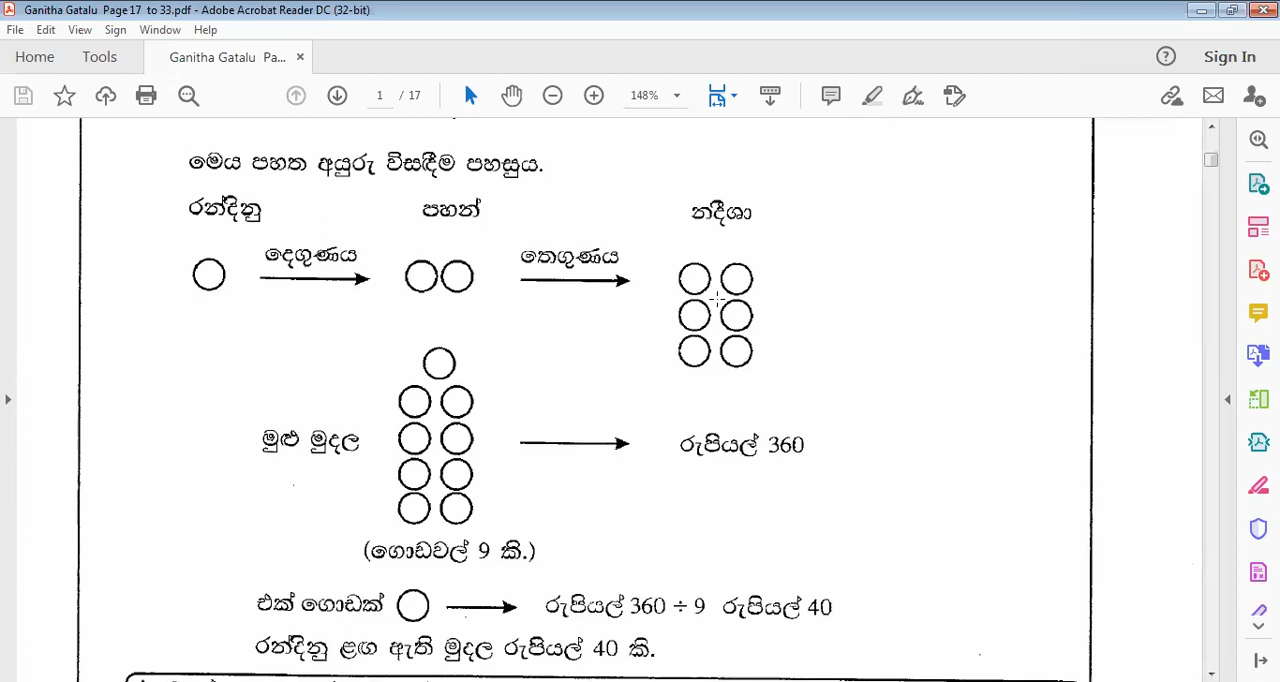 Ganitha Gatalu Page 17 to 33.pdf - Adobe Acrobat Reader DC (32-bit)
File Edit View Sign Window Help
Home Tools Ganitha Gatalu Pa... × Sign In
1 / 17 148%
මෙය පහත අයුරු විසඳීම පහසුය.
රන්දිනු පහන් නදීශා
දෙගුණය තෙගුණය
මුළු මුදල රුපියල් 360
(ගොඩවල් 9 කි.)
එක් ගොඩක් රුපියල් 360 ÷ 9 රුපියල් 40
රන්දිනු ළඟ ඇති මුදල රුපියල් 40 කි.